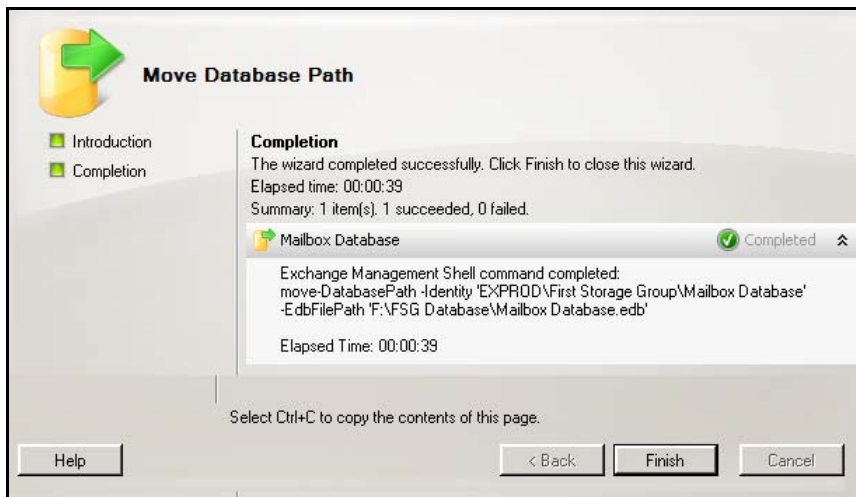 Move Database Path
Introduction
Completion
Completion
The wizard completed successfully. Click Finish to close this wizard.
Elapsed time: 00:00:39
Summary: 1 item(s). 1 succeeded, 0 failed.
Mailbox Database
Completed
Exchange Management Shell command completed:
move-DatabasePath -Identity 'EXPROD\First Storage Group\Mailbox Database'
-EdbFilePath 'F:\FSG Database\Mailbox Database.edb'
Elapsed Time: 00:00:39
Select Ctrl+C to copy the contents of this page.
Help
< Back
Finish
Cancel